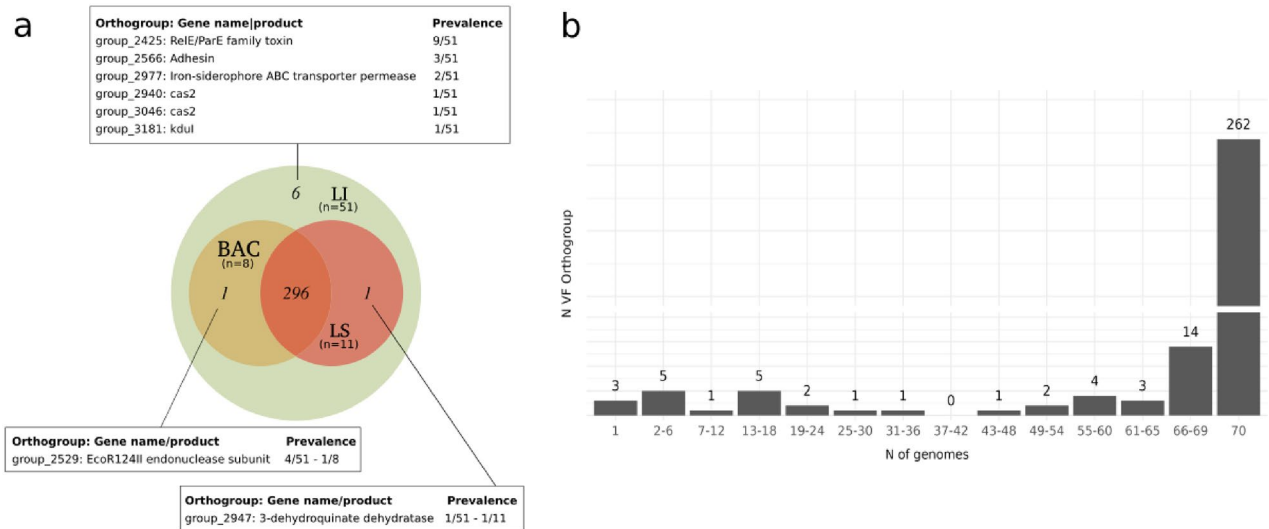 a
Orthogroup: Gene name|product Prevalence
group_2425: RelE/ParE family toxin 9/51
group_2566: Adhesin 3/51
group_2977: Iron-siderophore ABC transporter permease 2/51
group_2940: cas2 1/51
group_3046: cas2 1/51
group_3181: kduI 1/51
6
LI
(n=51)
BAC
(n=8)
1
296
1
LS
(n=11)
Orthogroup: Gene name/product Prevalence
group_2529: EcoR124II endonuclease subunit 4/51 - 1/8
Orthogroup: Gene name/product Prevalence
group_2947: 3-dehydroquinate dehydratase 1/51 - 1/11
b
N VF Orthogroup
3 5 1 5 2 1 1 0 1 2 4 3 14 262
1 2-6 7-12 13-18 19-24 25-30 31-36 37-42 43-48 49-54 55-60 61-65 66-69 70
N of genomes